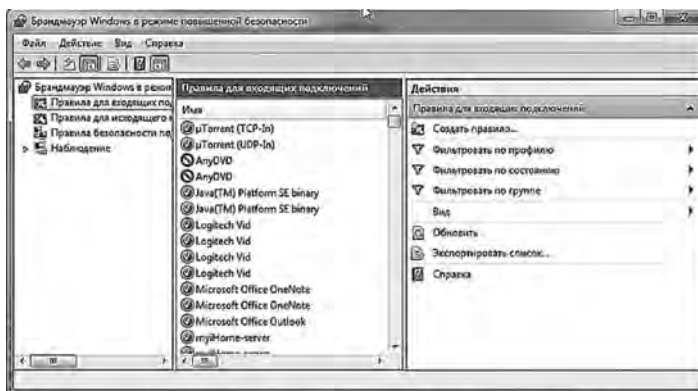 Брандмауэр Windows в режиме повышенной безопасности
Файл Действие Вид Справка
Брандмауэр Windows в режи
Правила для входящих по
Правила для исходящего
Правила безопасности по
Наблюдение
Правила для входящих подключений
Имя
µTorrent (TCP-In)
µTorrent (UDP-In)
AnyDVD
AnyDVD
Java(TM) Platform SE binary
Java(TM) Platform SE binary
Logitech Vid
Logitech Vid
Logitech Vid
Logitech Vid
Microsoft Office OneNote
Microsoft Office OneNote
Microsoft Office Outlook
myiHome-server
Действия
Правила для входящих подключений
Создать правило...
Фильтровать по профилю
Фильтровать по состоянию
Фильтровать по группе
Вид
Обновить
Экспортировать список...
Справка